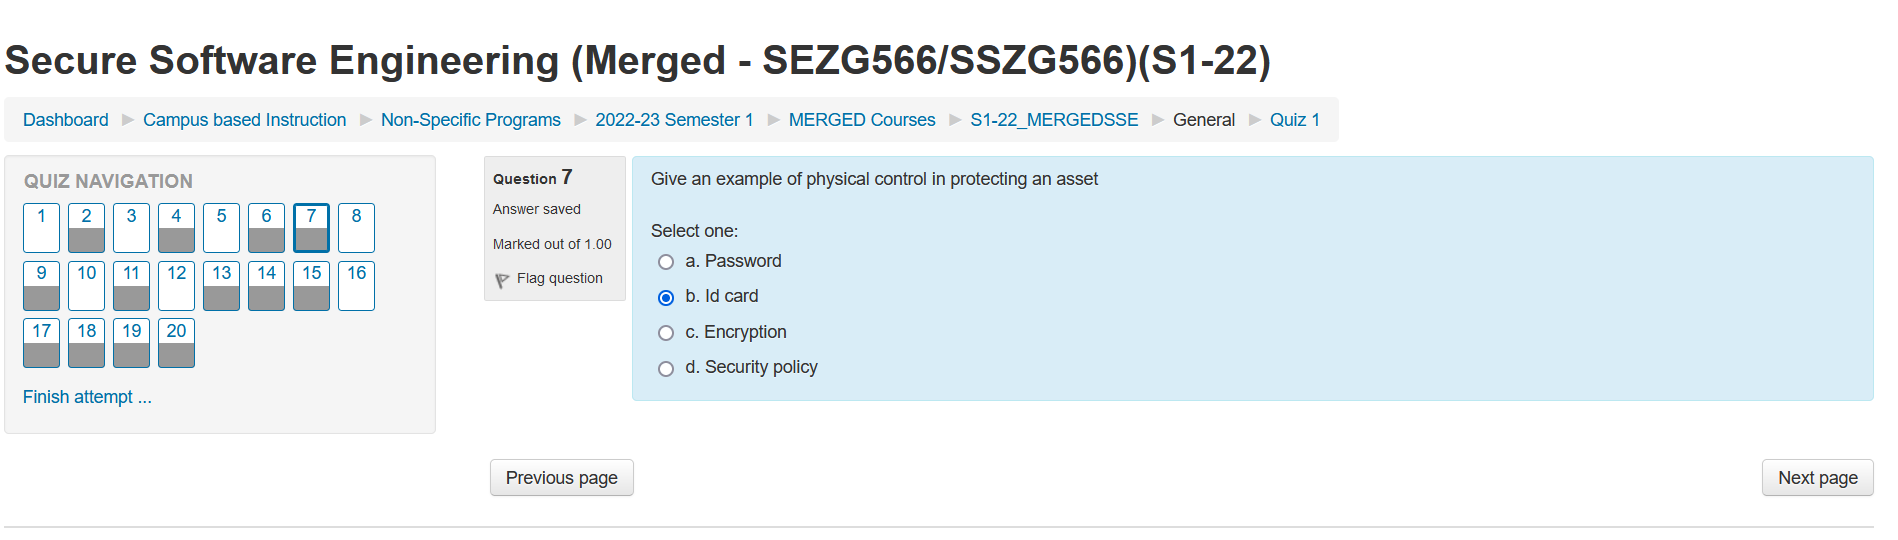 Secure Software Engineering (Merged - SEZG566/SSZG566)(S1-22)
Dashboard ► Campus based Instruction ► Non-Specific Programs ► 2022-23 Semester 1 ► MERGED Courses ► S1-22_MERGEDSSE ► General ► Quiz 1
QUIZ NAVIGATION
1 2 3 4 5 6 7 8
9 10 11 12 13 14 15 16
17 18 19 20
Finish attempt ...
Question 7
Answer saved
Marked out of 1.00
Flag question
Give an example of physical control in protecting an asset
Select one:
a. Password
b. Id card
c. Encryption
d. Security policy
Previous page
Next page